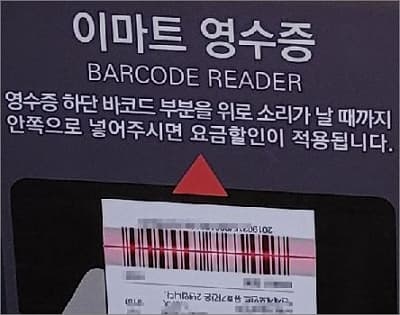 이마트 영수증
BARCODE READER
영수증 하단 바코드 부분을 위로 소리가 날 때까지
안쪽으로 넣어주시면 요금할인이 적용됩니다.